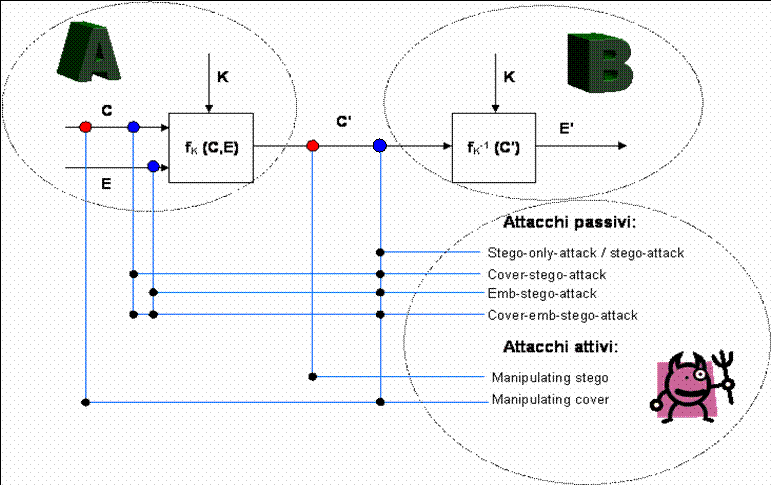 A
B
K
K
C
C'
E'
fK (C,E)
fK-1 (C')
E
Attacchi passivi:
Stego-only-attack / stego-attack
Cover-stego-attack
Emb-stego-attack
Cover-emb-stego-attack
Attacchi attivi:
Manipulating stego
Manipulating cover